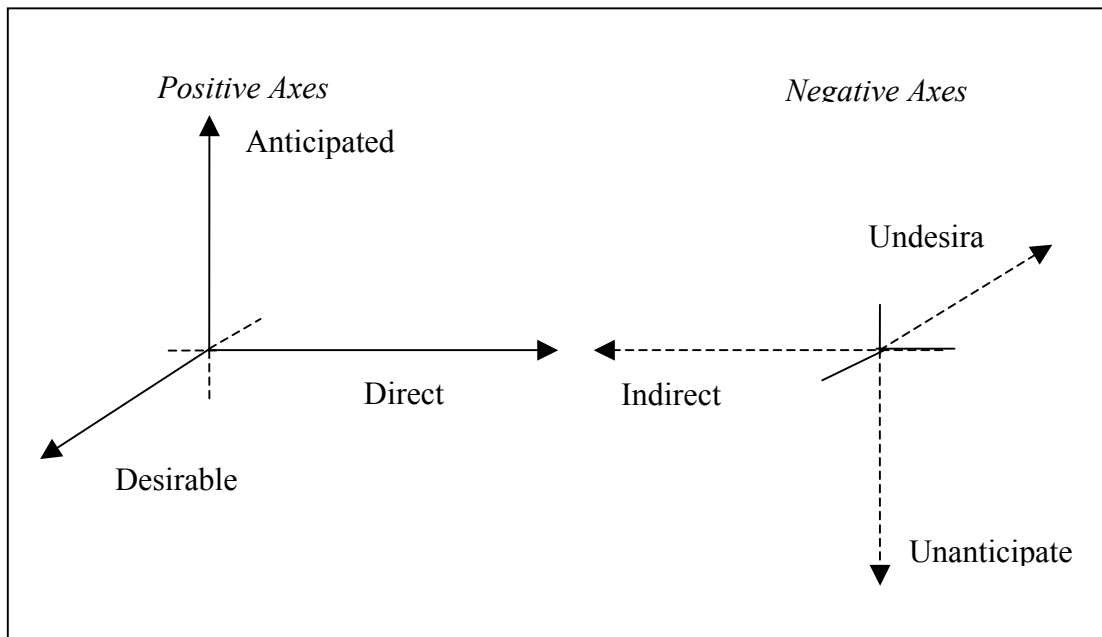 Positive Axes
Negative Axes
Anticipated
Undesira
Direct
Indirect
Desirable
Unanticipate